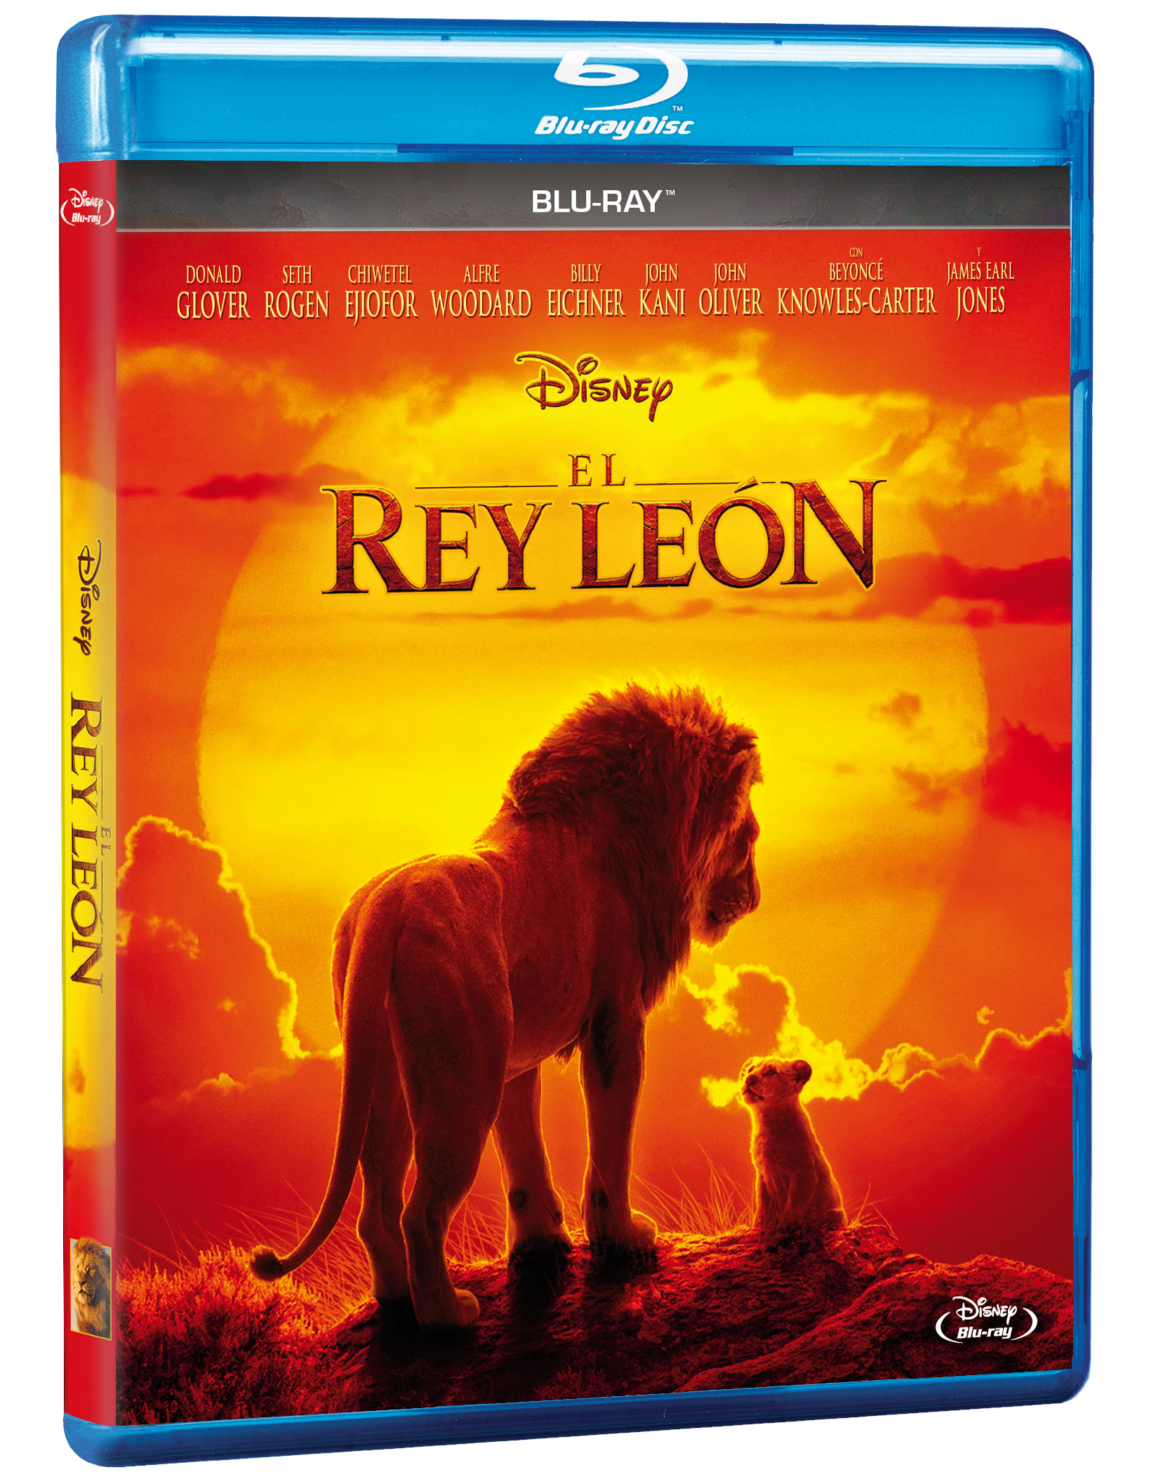 Blu-ray Disc™
BLU-RAY™
DONALD GLOVER
SETH ROGEN
CHIWETEL EJIOFOR
ALFRE WOODARD
BILLY EICHNER
JOHN KANI
JOHN OLIVER
CON BEYONCÉ KNOWLES-CARTER
Y JAMES EARL JONES
DISNEY
EL
REY LEÓN
Disney
Blu-ray
Disney
Blu-ray
DISNEY
EL
REY LEÓN